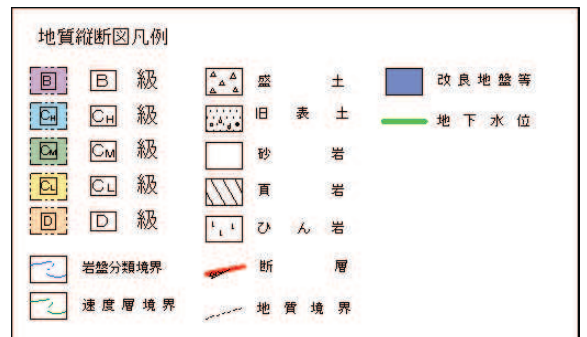 地質縦断図凡例
B B 級
CH CH 級
CM CM 級
CL CL 級
D D 級
岩盤分類境界
速度層境界
盛土
旧表土
砂岩
頁岩
ひん岩
断層
地質境界
改良地盤等
地下水位